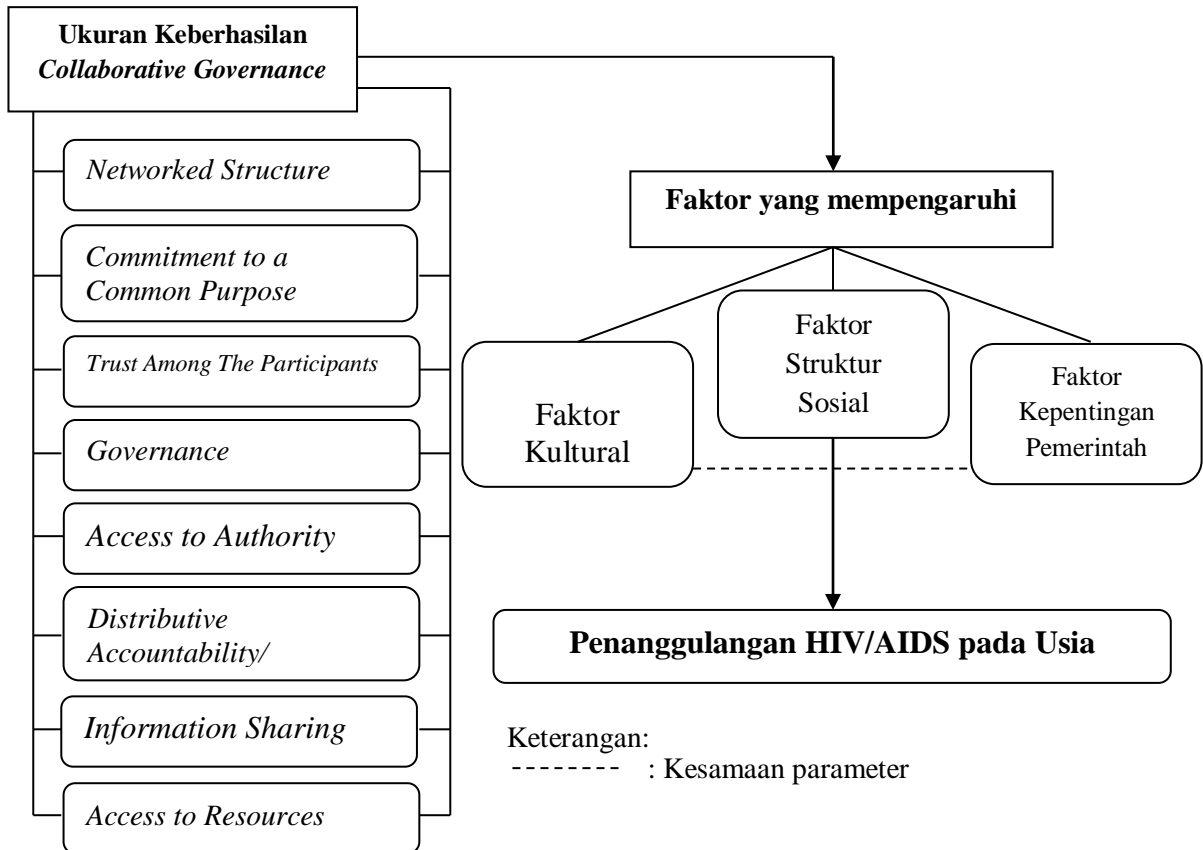 Ukuran Keberhasilan
Collaborative Governance
Networked Structure
Commitment to a
Common Purpose
Trust Among The Participants
Governance
Access to Authority
Distributive
Accountability/
Information Sharing
Access to Resources
Faktor yang mempengaruhi
Faktor
Kultural
Faktor
Struktur
Sosial
Faktor
Kepentingan
Pemerintah
Penanggulangan HIV/AIDS pada Usia
Keterangan:
------- : Kesamaan parameter